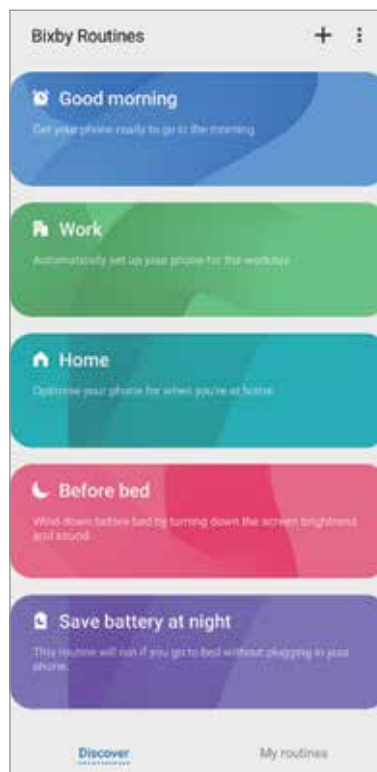 Bixby Routines
Good morning
Get your phone ready to go in the morning.
Work
Automatically set up your phone for the workday.
Home
Optimise your phone for when you're at home.
Before bed
Wind down before bed by turning down the screen brightness
and sound.
Save battery at night
This routine will run if you go to bed without plugging in your
phone.
Discover
My routines